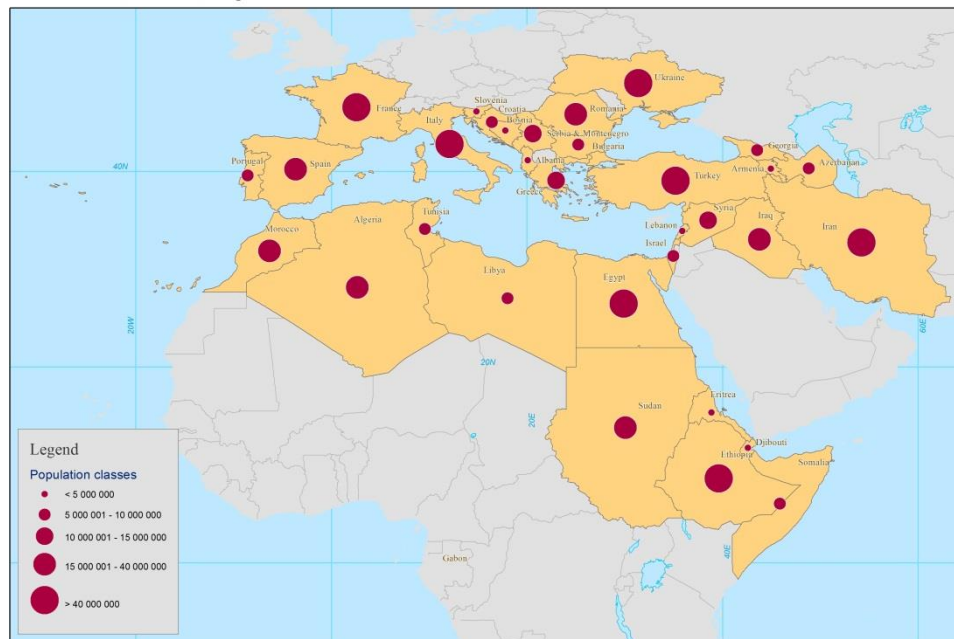 Ukraine
Slovenia
France
Croatia
Romania
Italy
Bosnia
Serbia & Montenegro
Bulgaria
Georgia
40N
Portugal
Spain
Albania
Armenia
Azerbaijan
Turkey
Greece
Algeria
Tunisia
Syria
Iraq
Morocco
Lebanon
Iran
Israel
Libya
Egypt
20W
60E
20N
Eritrea
Sudan
20E
Djibouti
Ethiopia
Somalia
40E
Gabon
Legend
Population classes
< 5 000 000
5 000 001 - 10 000 000
10 000 001 - 15 000 000
15 000 001 - 40 000 000
> 40 000 000